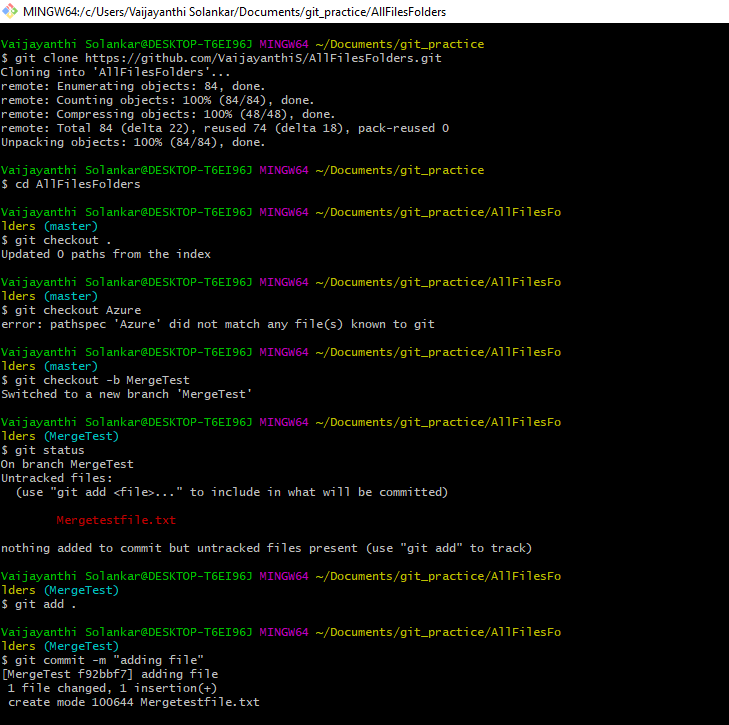 MINGW64:/c/Users/Vaijayanthi Solankar/Documents/git_practice/AllFilesFolders
Vaijayanthi Solankar@DESKTOP-T6EI96J MINGW64 ~/Documents/git_practice
$ git clone https://github.com/VaijayanthiS/AllFilesFolders.git
Cloning into 'AllFilesFolders'...
remote: Enumerating objects: 84, done.
remote: Counting objects: 100% (84/84), done.
remote: Compressing objects: 100% (48/48), done.
remote: Total 84 (delta 22), reused 74 (delta 18), pack-reused 0
Unpacking objects: 100% (84/84), done.
Vaijayanthi Solankar@DESKTOP-T6EI96J MINGW64 ~/Documents/git_practice
$ cd AllFilesFolders
Vaijayanthi Solankar@DESKTOP-T6EI96J MINGW64 ~/Documents/git_practice/AllFilesFo
lders (master)
$ git checkout .
Updated 0 paths from the index
Vaijayanthi Solankar@DESKTOP-T6EI96J MINGW64 ~/Documents/git_practice/AllFilesFo
lders (master)
$ git checkout Azure
error: pathspec 'Azure' did not match any file(s) known to git
Vaijayanthi Solankar@DESKTOP-T6EI96J MINGW64 ~/Documents/git_practice/AllFilesFo
lders (master)
$ git checkout -b MergeTest
Switched to a new branch 'MergeTest'
Vaijayanthi Solankar@DESKTOP-T6EI96J MINGW64 ~/Documents/git_practice/AllFilesFo
lders (MergeTest)
$ git status
On branch MergeTest
Untracked files:
(use "git add <file>..." to include in what will be committed)
Mergetestfile.txt
nothing added to commit but untracked files present (use "git add" to track)
Vaijayanthi Solankar@DESKTOP-T6EI96J MINGW64 ~/Documents/git_practice/AllFilesFo
lders (MergeTest)
$ git add .
Vaijayanthi Solankar@DESKTOP-T6EI96J MINGW64 ~/Documents/git_practice/AllFilesFo
lders (MergeTest)
$ git commit -m "adding file"
[MergeTest f92bbf7] adding file
1 file changed, 1 insertion(+)
create mode 100644 Mergetestfile.txt